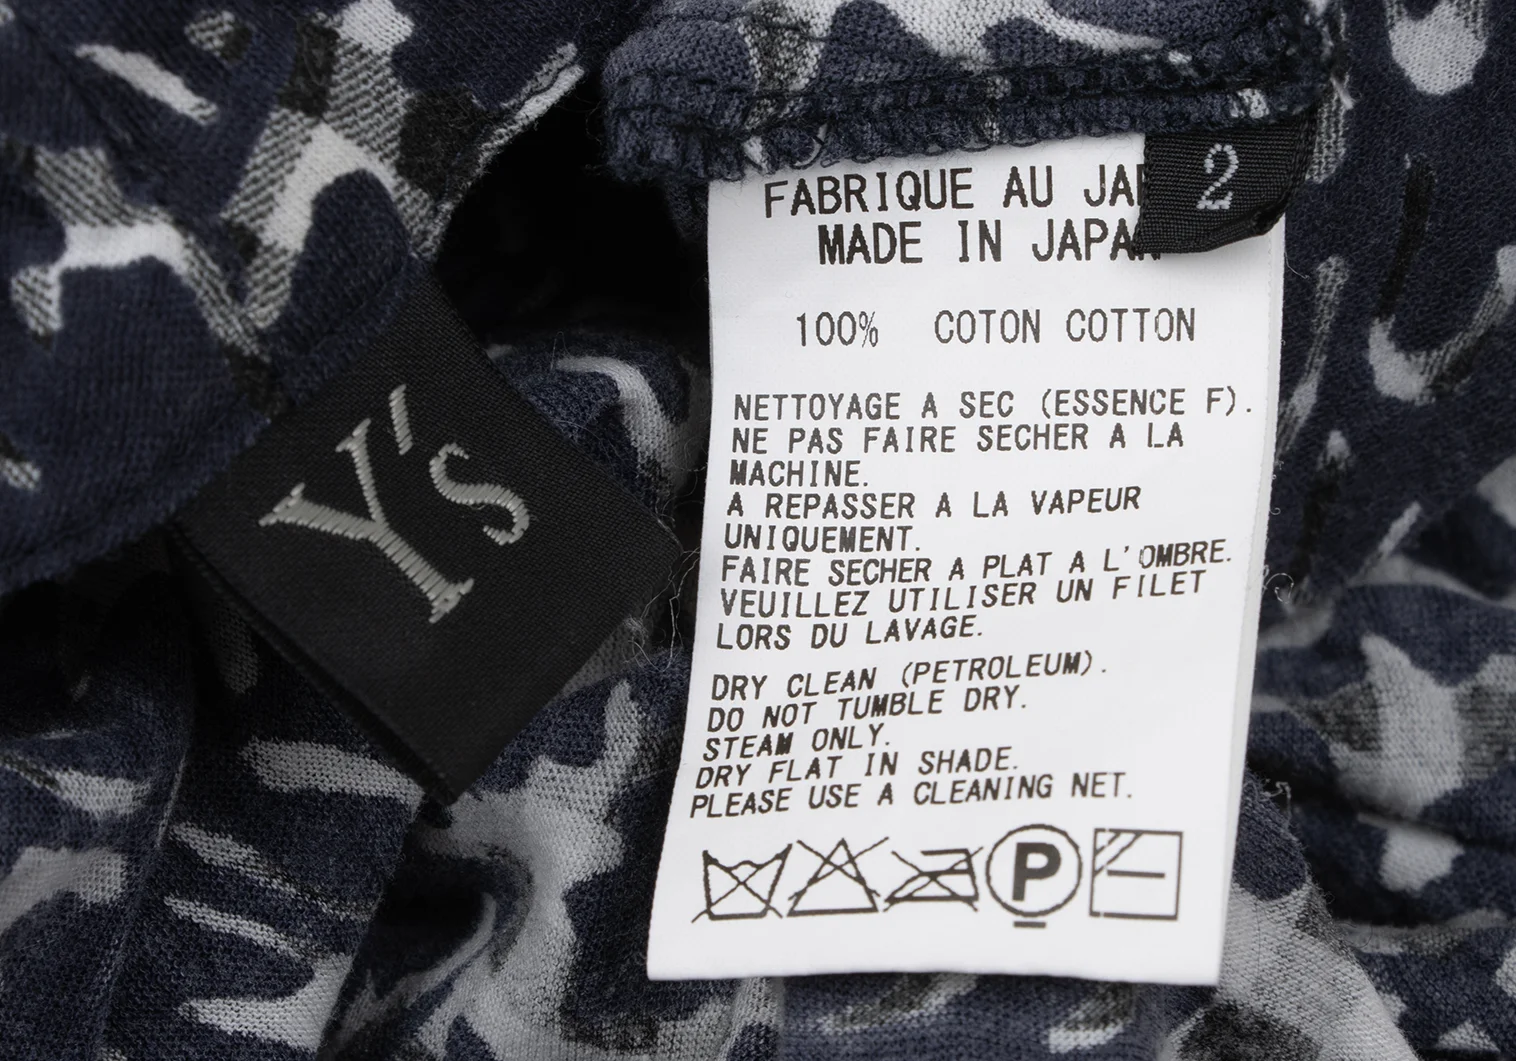 Y's
2
FABRIQUE AU
MADE IN JAPAN
100% COTON COTTON
NETTOYAGE A SEC (ESSENCE F).
NE PAS FAIRE SECHER A LA
MACHINE.
A REPASSER A LA VAPEUR
UNIQUEMENT.
FAIRE SECHER A PLAT A L'OMBRE.
VEUILLEZ UTILISER UN FILET
LORS DU LAVAGE.
DRY CLEAN (PETROLEUM).
DO NOT TUMBLE DRY.
STEAM ONLY.
DRY FLAT IN SHADE.
PLEASE USE A CLEANING NET.
P